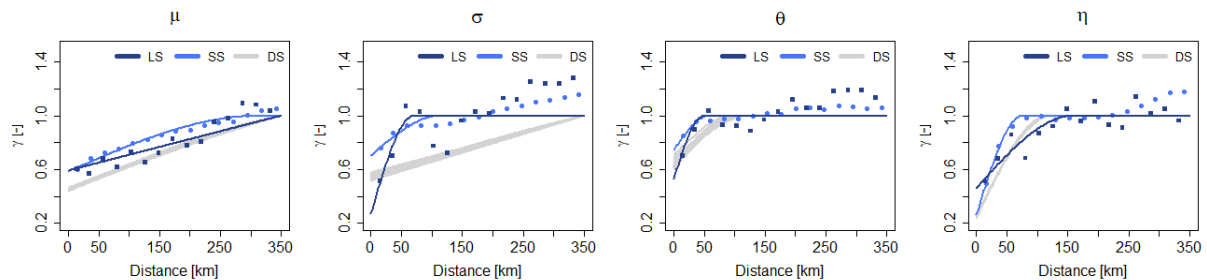 μ
LS SS DS
γ [-]
0.2 0.6 1.0 1.4
0 50 150 250 350
Distance [km]
σ
LS SS DS
γ [-]
0.2 0.6 1.0 1.4
0 50 150 250 350
Distance [km]
θ
LS SS DS
γ [-]
0.2 0.6 1.0 1.4
0 50 150 250 350
Distance [km]
η
LS SS DS
γ [-]
0.2 0.6 1.0 1.4
0 50 150 250 350
Distance [km]